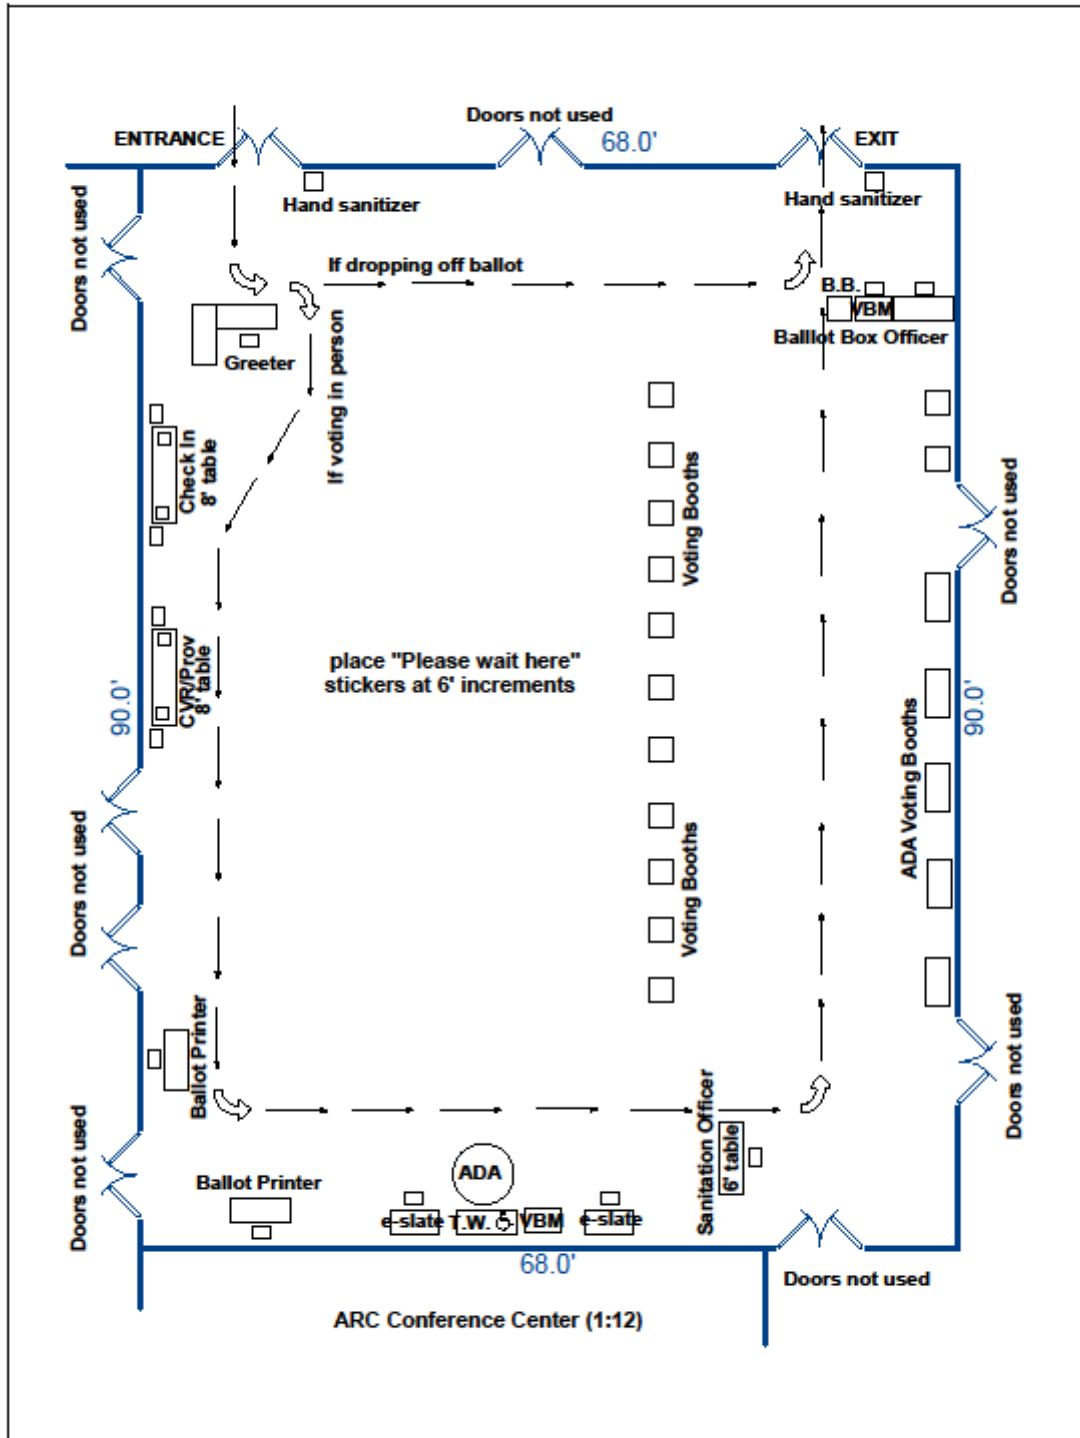 Doors not used
ENTRANCE
68.0'
EXIT
Hand sanitizer
Hand sanitizer
Doors not used
If dropping off ballot
B.B.
VBM
Balllot Box Officer
Greeter
If voting in person
Check In
8' table
Voting Booths
Doors not used
CVR/Prov
8' table
place "Please wait here"
stickers at 6' increments
90.0'
90.0'
ADA Voting Booths
Doors not used
Voting Booths
Ballot Printer
Doors not used
Doors not used
Sanitation Officer
6' table
ADA
Ballot Printer
e-slate
T.W.
VBM
e-slate
68.0'
Doors not used
ARC Conference Center (1:12)